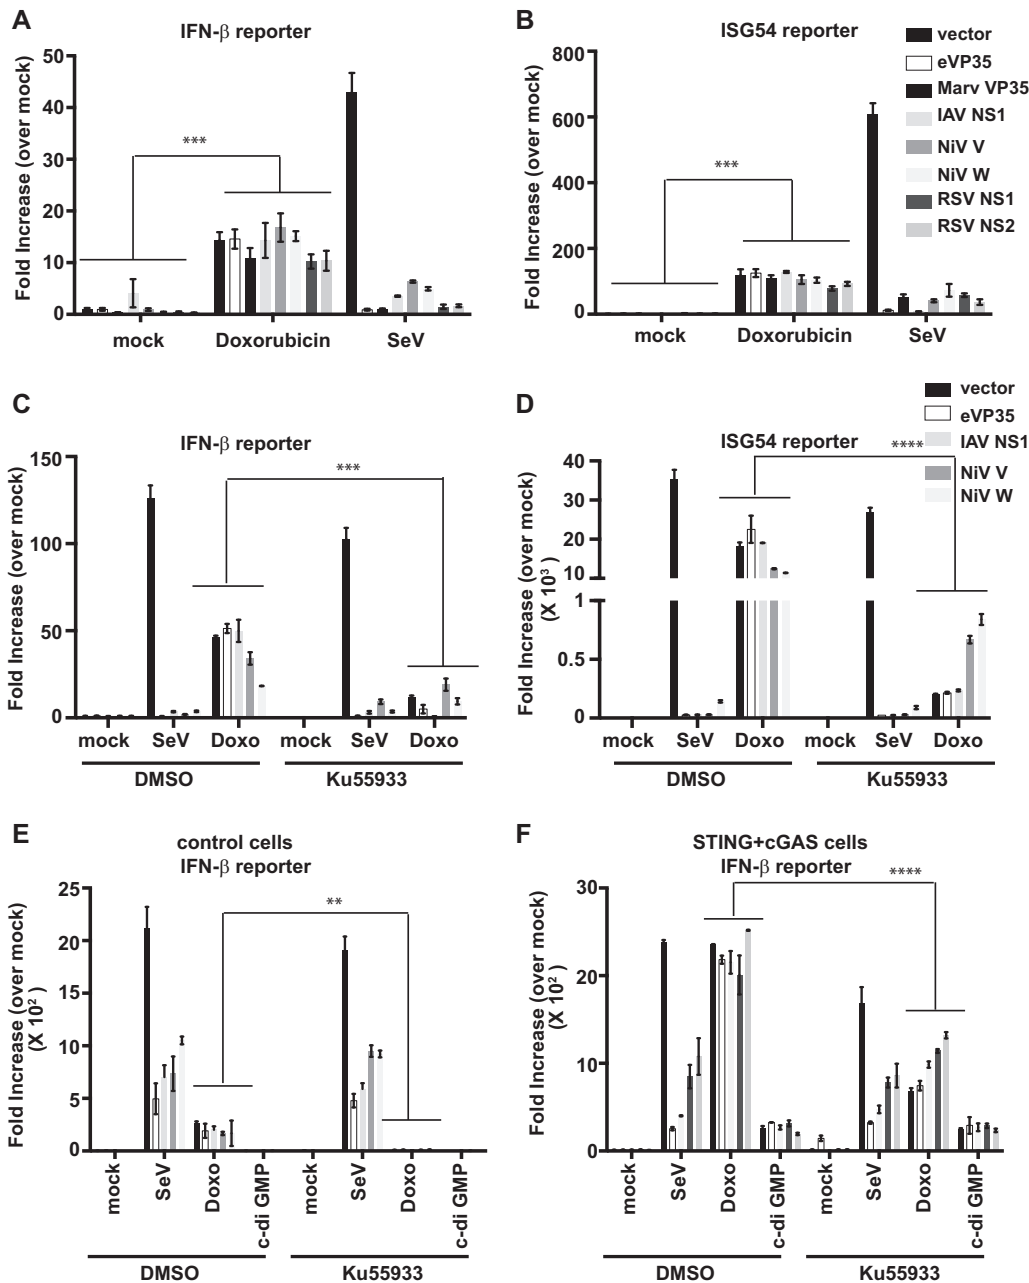 A
IFN-β reporter
Fold Increase (over mock)
50
40
30
20
10
0
***
mock
Doxorubicin
SeV
B
ISG54 reporter
Fold Increase (over mock)
800
600
400
200
0
***
mock
Doxorubicin
SeV
vector
eVP35
Marv VP35
IAV NS1
NiV V
NiV W
RSV NS1
RSV NS2
C
IFN-β reporter
Fold Increase (over mock)
150
100
50
0
***
mock
SeV
Doxo
mock
SeV
Doxo
DMSO
Ku55933
D
ISG54 reporter
Fold Increase (over mock)
(X 10³ )
40
30
20
10
1
0.5
0
****
mock
SeV
Doxo
mock
SeV
Doxo
DMSO
Ku55933
vector
eVP35
IAV NS1
NiV V
NiV W
E
control cells
IFN-β reporter
Fold Increase (over mock)
(X 10² )
25
20
15
10
5
0
**
mock
SeV
Doxo
c-di GMP
mock
SeV
Doxo
c-di GMP
DMSO
Ku55933
F
STING+cGAS cells
IFN-β reporter
Fold Increase (over mock)
(X 10² )
30
20
10
0
****
mock
SeV
Doxo
c-di GMP
mock
SeV
Doxo
c-di GMP
DMSO
Ku55933